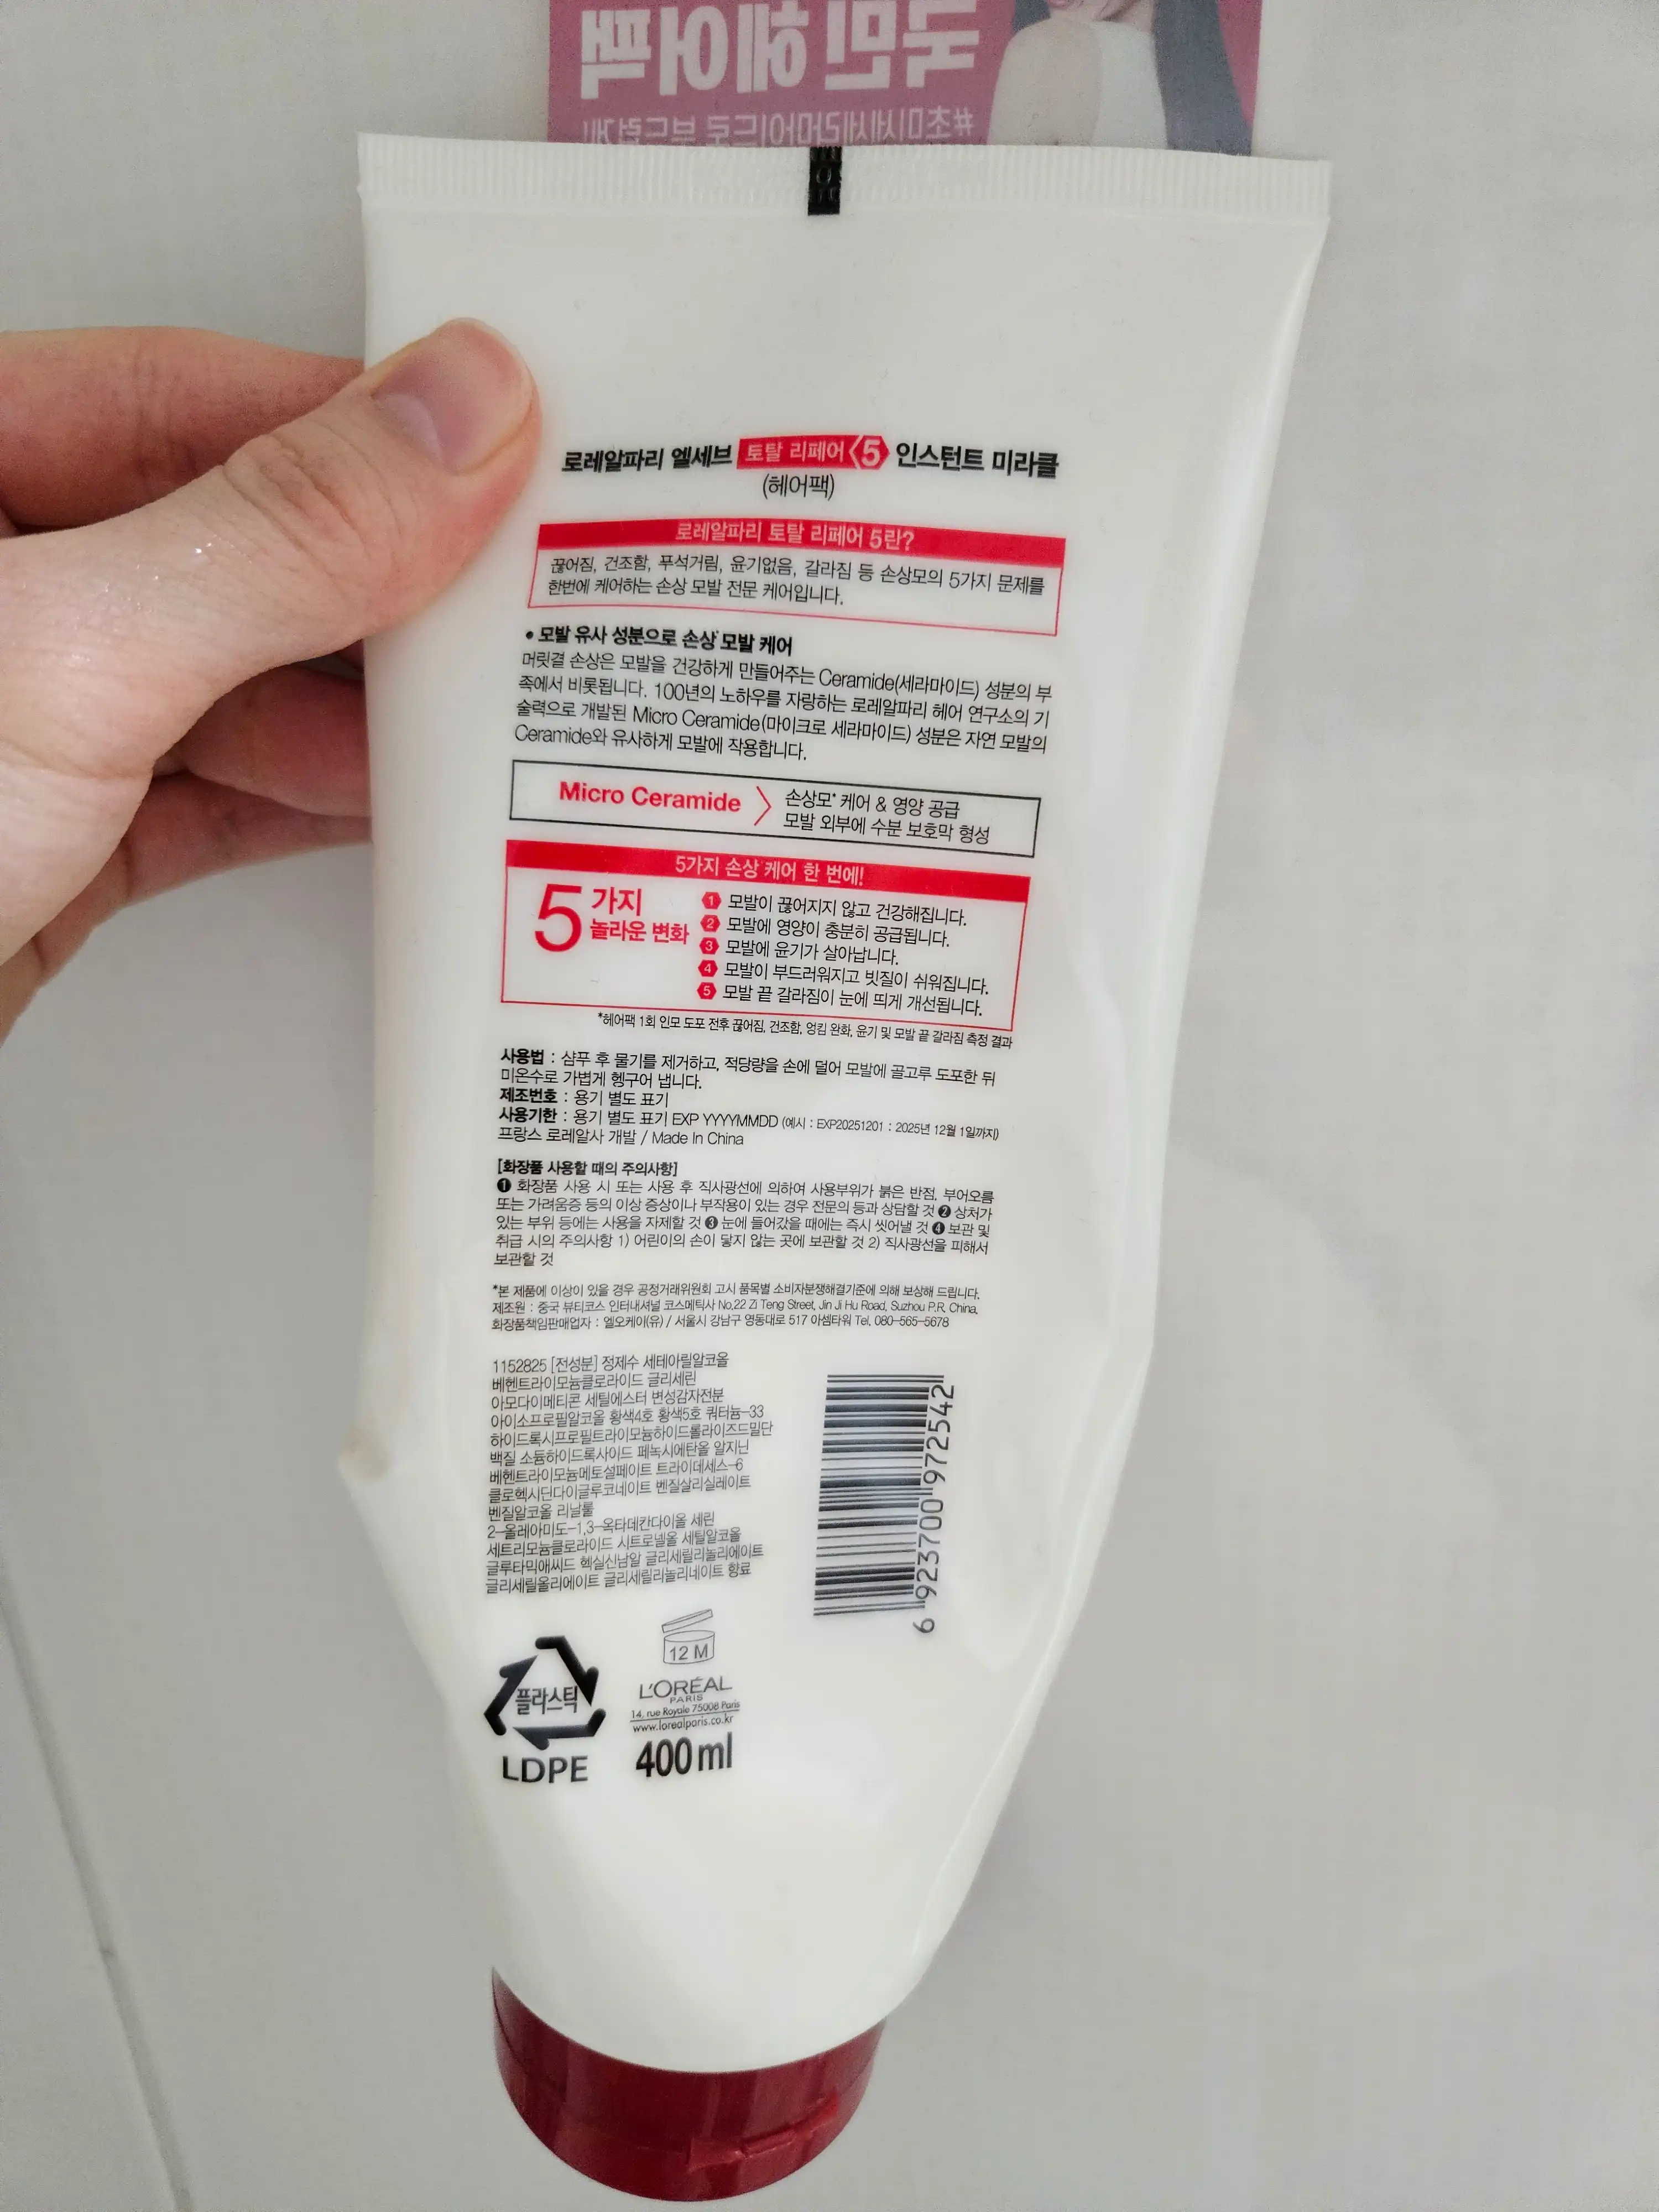 국민 헤어팩
#초미세세라마이드로 부드럽게!
로레알파리 엘세브 토탈 리페어 5 인스턴트 미라클
(헤어팩)
로레알파리 토탈 리페어 5란?
끊어짐, 건조함, 푸석거림, 윤기없음, 갈라짐 등 손상모의 5가지 문제를
한번에 케어하는 손상 모발 전문 케어입니다.
• 모발 유사 성분으로 손상* 모발 케어
머릿결 손상은 모발을 건강하게 만들어주는 Ceramide(세라마이드) 성분의 부
족에서 비롯됩니다. 100년의 노하우를 자랑하는 로레알파리 헤어 연구소의 기
술력으로 개발된 Micro Ceramide(마이크로 세라마이드) 성분은 자연 모발의
Ceramide와 유사하게 모발에 작용합니다.
Micro Ceramide
손상모* 케어 & 영양 공급
모발 외부에 수분 보호막 형성
5가지 손상*케어 한 번에!
5가지
놀라운 변화
1 모발이 끊어지지 않고 건강해집니다.
2 모발에 영양이 충분히 공급됩니다.
3 모발에 윤기가 살아납니다.
4 모발이 부드러워지고 빗질이 쉬워집니다.
5 모발 끝 갈라짐이 눈에 띄게 개선됩니다.
*헤어팩 1회 인모 도포 전후 끊어짐, 건조함, 엉킴 완화, 윤기 및 모발 끝 갈라짐 측정 결과
사용법 : 샴푸 후 물기를 제거하고, 적당량을 손에 덜어 모발에 골고루 도포한 뒤
미온수로 가볍게 헹구어 냅니다.
제조번호 : 용기 별도 표기
사용기한 : 용기 별도 표기 EXP YYYYMMDD (예시 : EXP20251201 : 2025년 12월 1일까지)
프랑스 로레알사 개발 / Made In China
[화장품 사용할 때의 주의사항]
❶ 화장품 사용 시 또는 사용 후 직사광선에 의하여 사용부위가 붉은 반점, 부어오름
또는 가려움증 등의 이상 증상이나 부작용이 있는 경우 전문의 등과 상담할 것 ❷ 상처가
있는 부위 등에는 사용을 자제할 것 ❸ 눈에 들어갔을 때에는 즉시 씻어낼 것 ❹ 보관 및
취급 시의 주의사항 1) 어린이의 손이 닿지 않는 곳에 보관할 것 2) 직사광선을 피해서
보관할 것
*본 제품에 이상이 있을 경우 공정거래위원회 고시 품목별 소비자분쟁해결기준에 의해 보상해 드립니다.
제조원 : 중국 뷰티코스 인터내셔널 코스메틱사 No.22 Zi Teng Street, Jin Ji Hu Road, Suzhou P.R. China.
화장품책임판매업자 : 엘오케이(유) / 서울시 강남구 영동대로 517 아셈타워 Tel. 080-565-5678
1152825 [전성분] 정제수 세테아릴알코올
베헨트라이모늄클로라이드 글리세린
아모다이메티콘 세틸에스터 변성감자전분
아이소프로필알코올 황색4호 황색5호 쿼터늄-33
하이드록시프로필트라이모늄하이드롤라이즈드밀단
백질 소듐하이드록사이드 페녹시에탄올 알지닌
베헨트라이모늄메토설페이트 트라이데세스-6
클로헥시딘다이글루코네이트 벤질살리실레이트
벤질알코올 리날룰
2-올레아미도-1,3-옥타데칸다이올 세린
세트리모늄클로라이드 시트로넬올 세틸알코올
글루타믹애씨드 헥실신남알 글리세릴리놀리에이트
글리세릴올리에이트 글리세릴리놀리네이트 향료
6 923700 972542
플라스틱
LDPE
12 M
L'ORÉAL
PARIS
14, rue Royale 75008 Paris
www.lorealparis.co.kr
400ml